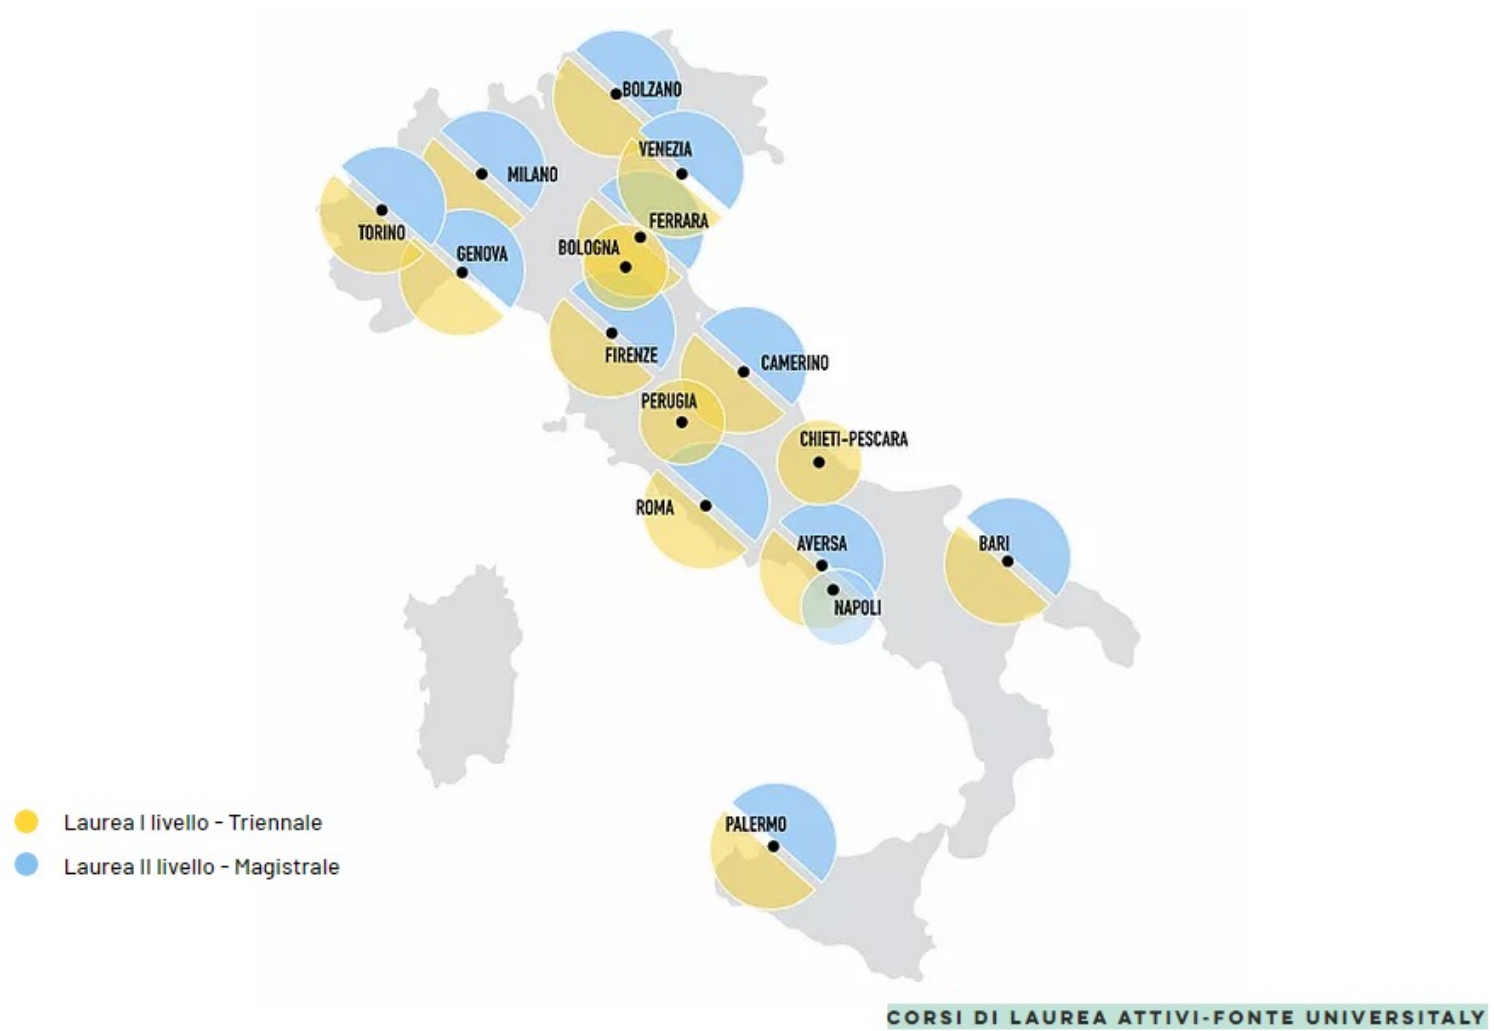 BOLZANO
VENEZIA
MILANO
FERRARA
TORINO
BOLOGNA
GENOVA
FIRENZE
CAMERINO
PERUGIA
CHIETI-PESCARA
ROMA
AVERSA
BARI
NAPOLI
PALERMO
Laurea I livello - Triennale
Laurea II livello - Magistrale
CORSI DI LAUREA ATTIVI-FONTE UNIVERSITALY